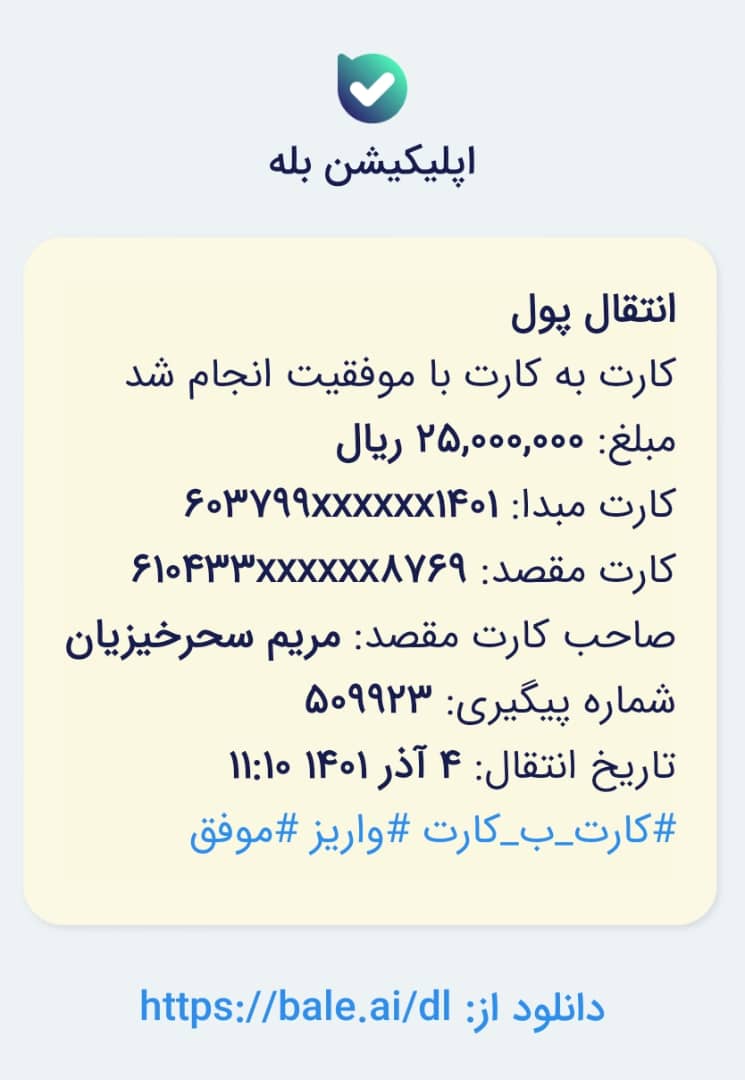 اپلیکیشن بله
انتقال پول
کارت به کارت با موفقیت انجام شد
مبلغ: ۲۵,۰۰۰,۰۰۰ ریال
کارت مبدا: ۶۰۳۷۹۹xxxxxx۱۴۰۱
کارت مقصد: ۶۱۰۴۳۳xxxxxx۸۷۶۹
صاحب کارت مقصد: مریم سحرخیزیان
شماره پیگیری: ۵۰۹۹۲۳
تاریخ انتقال: ۴ آذر ۱۴۰۱ ۱۱:۱۰
#کارت_ب_کارت #واریز #موفق
دانلود از: https://bale.ai/dl